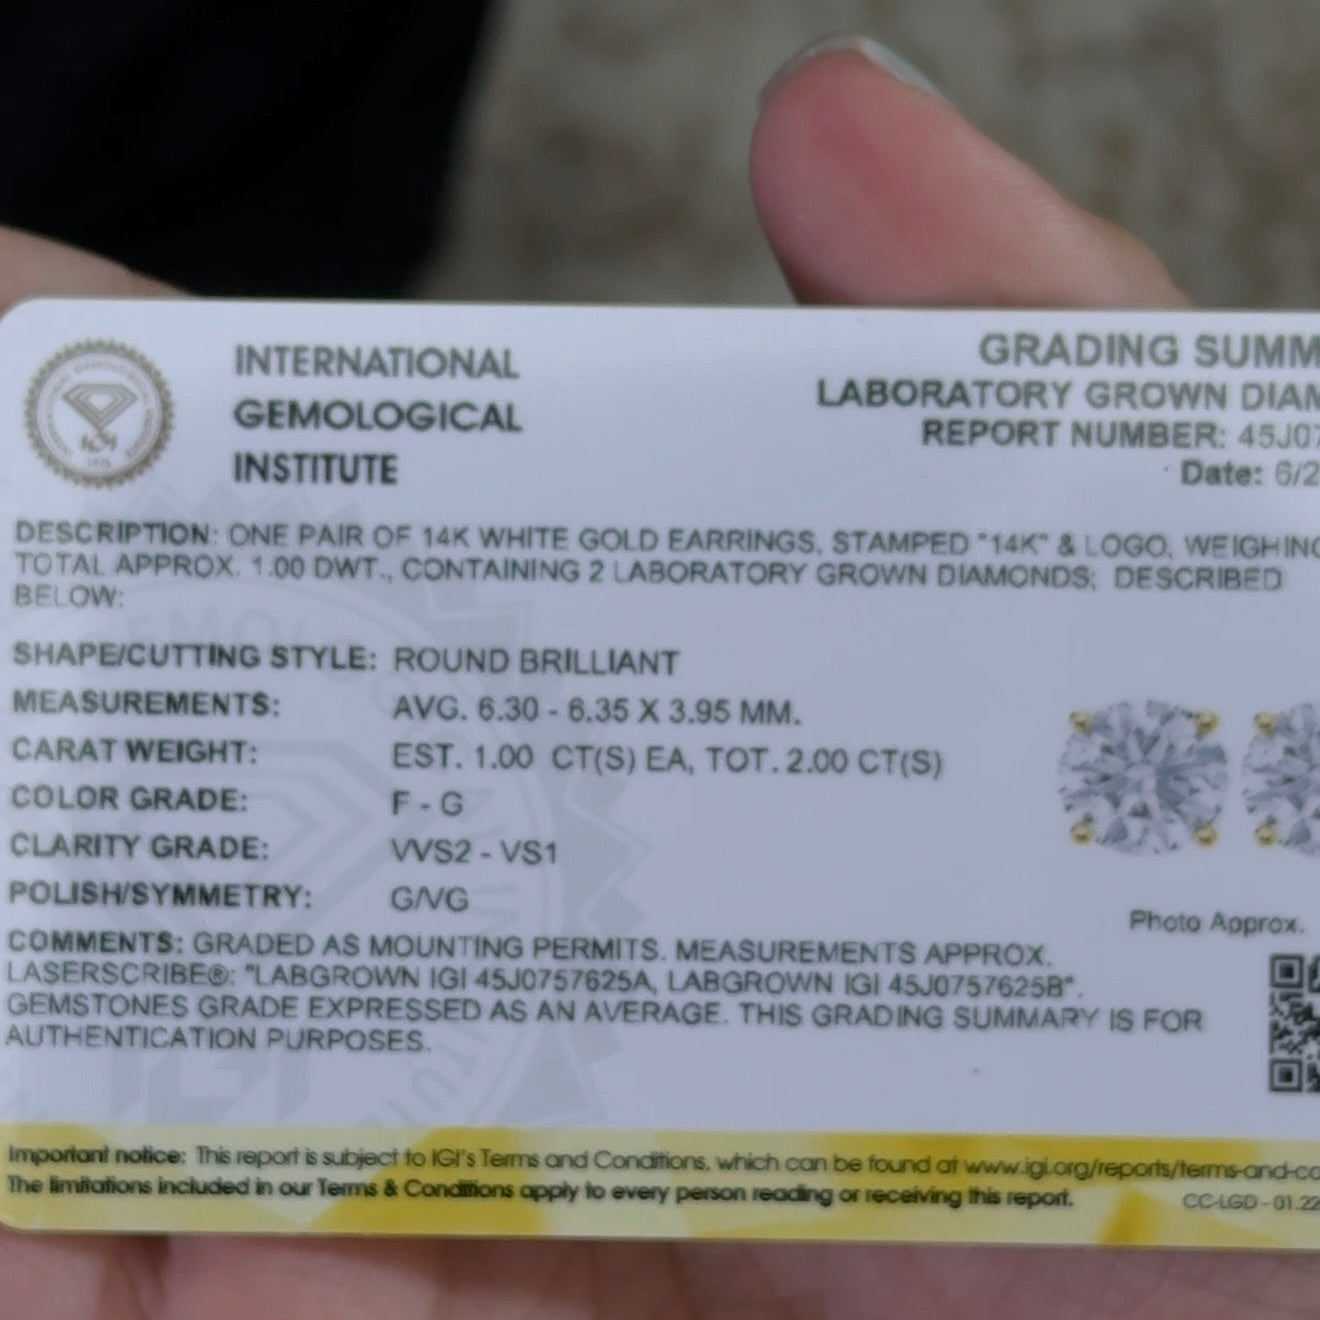 INTERNATIONAL
GEMOLOGICAL
INSTITUTE
GRADING SUMM
LABORATORY GROWN DIAM
REPORT NUMBER: 45J07
Date: 6/2
DESCRIPTION: ONE PAIR OF 14K WHITE GOLD EARRINGS, STAMPED "14K" & LOGO, WEIGHING
TOTAL APPROX. 1.00 DWT., CONTAINING 2 LABORATORY GROWN DIAMONDS; DESCRIBED
BELOW:
SHAPE/CUTTING STYLE: ROUND BRILLIANT
MEASUREMENTS: AVG. 6.30 - 6.35 X 3.95 MM.
CARAT WEIGHT: EST. 1.00 CT(S) EA, TOT. 2.00 CT(S)
COLOR GRADE: F - G
CLARITY GRADE: VVS2 - VS1
POLISH/SYMMETRY: G/VG
Photo Approx.
COMMENTS: GRADED AS MOUNTING PERMITS. MEASUREMENTS APPROX.
LASERSCRIBE®: "LABGROWN IGI 45J0757625A, LABGROWN IGI 45J0757625B".
GEMSTONES GRADE EXPRESSED AS AN AVERAGE. THIS GRADING SUMMARY IS FOR
AUTHENTICATION PURPOSES.
Important notice: This report is subject to IGI's Terms and Conditions, which can be found at www.igi.org/reports/terms-and-co
The limitations included in our Terms & Conditions apply to every person reading or receiving this report.
CC-LGD - 01.22